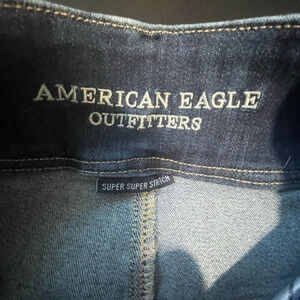 AMERICAN EAGLE
OUTFITTERS
SUPER SUPER STRETCH